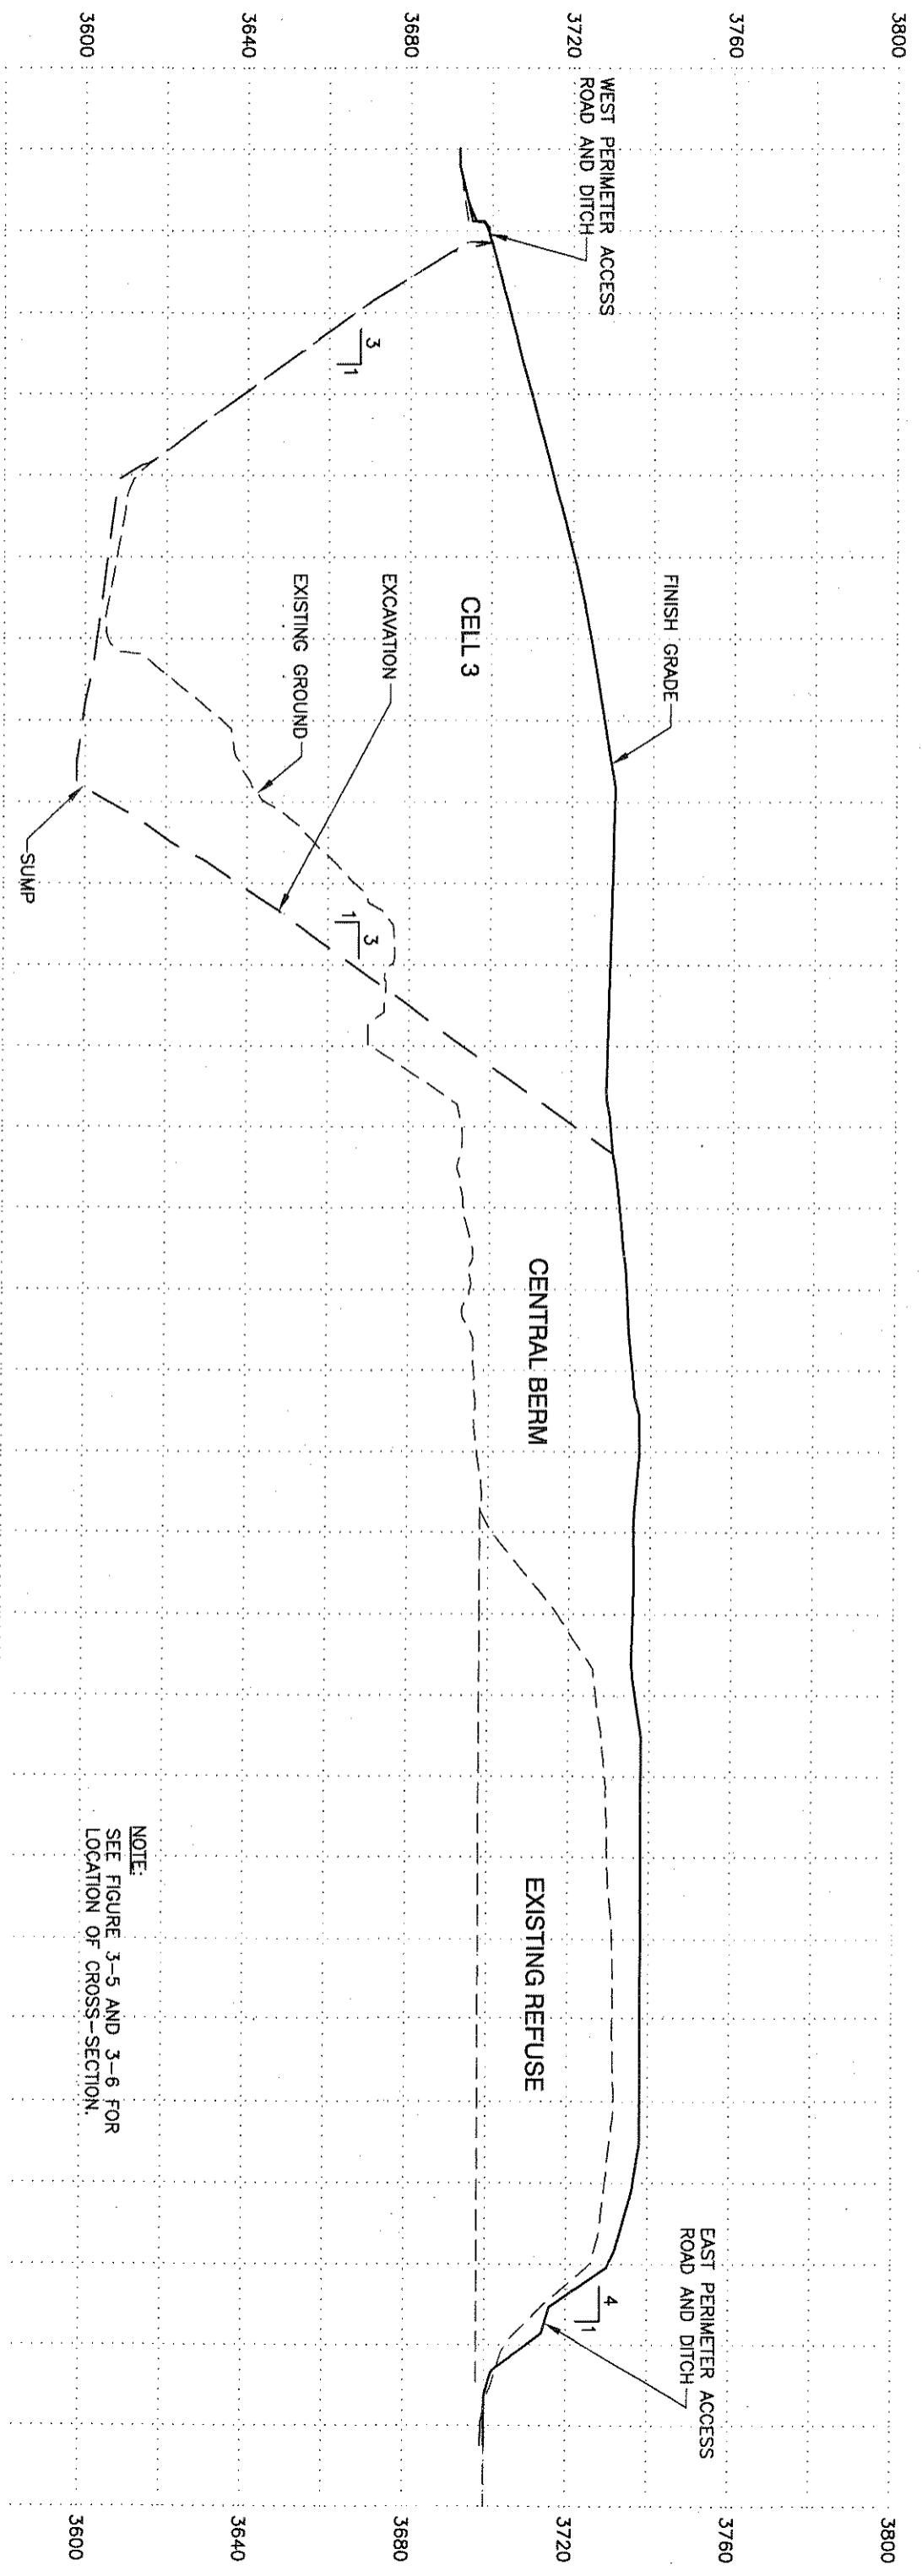 3800
3760
3720
3680
3640
3600
WEST PERIMETER ACCESS
ROAD AND DITCH
3
1
FINISH GRADE
CELL 3
EXCAVATION
EXISTING GROUND
SUMP
3
1
CENTRAL BERM
EXISTING REFUSE
EAST PERIMETER ACCESS
ROAD AND DITCH
4
1
NOTE:
SEE FIGURE 3-5 AND 3-6 FOR
LOCATION OF CROSS-SECTION.
3800
3760
3720
3680
3640
3600